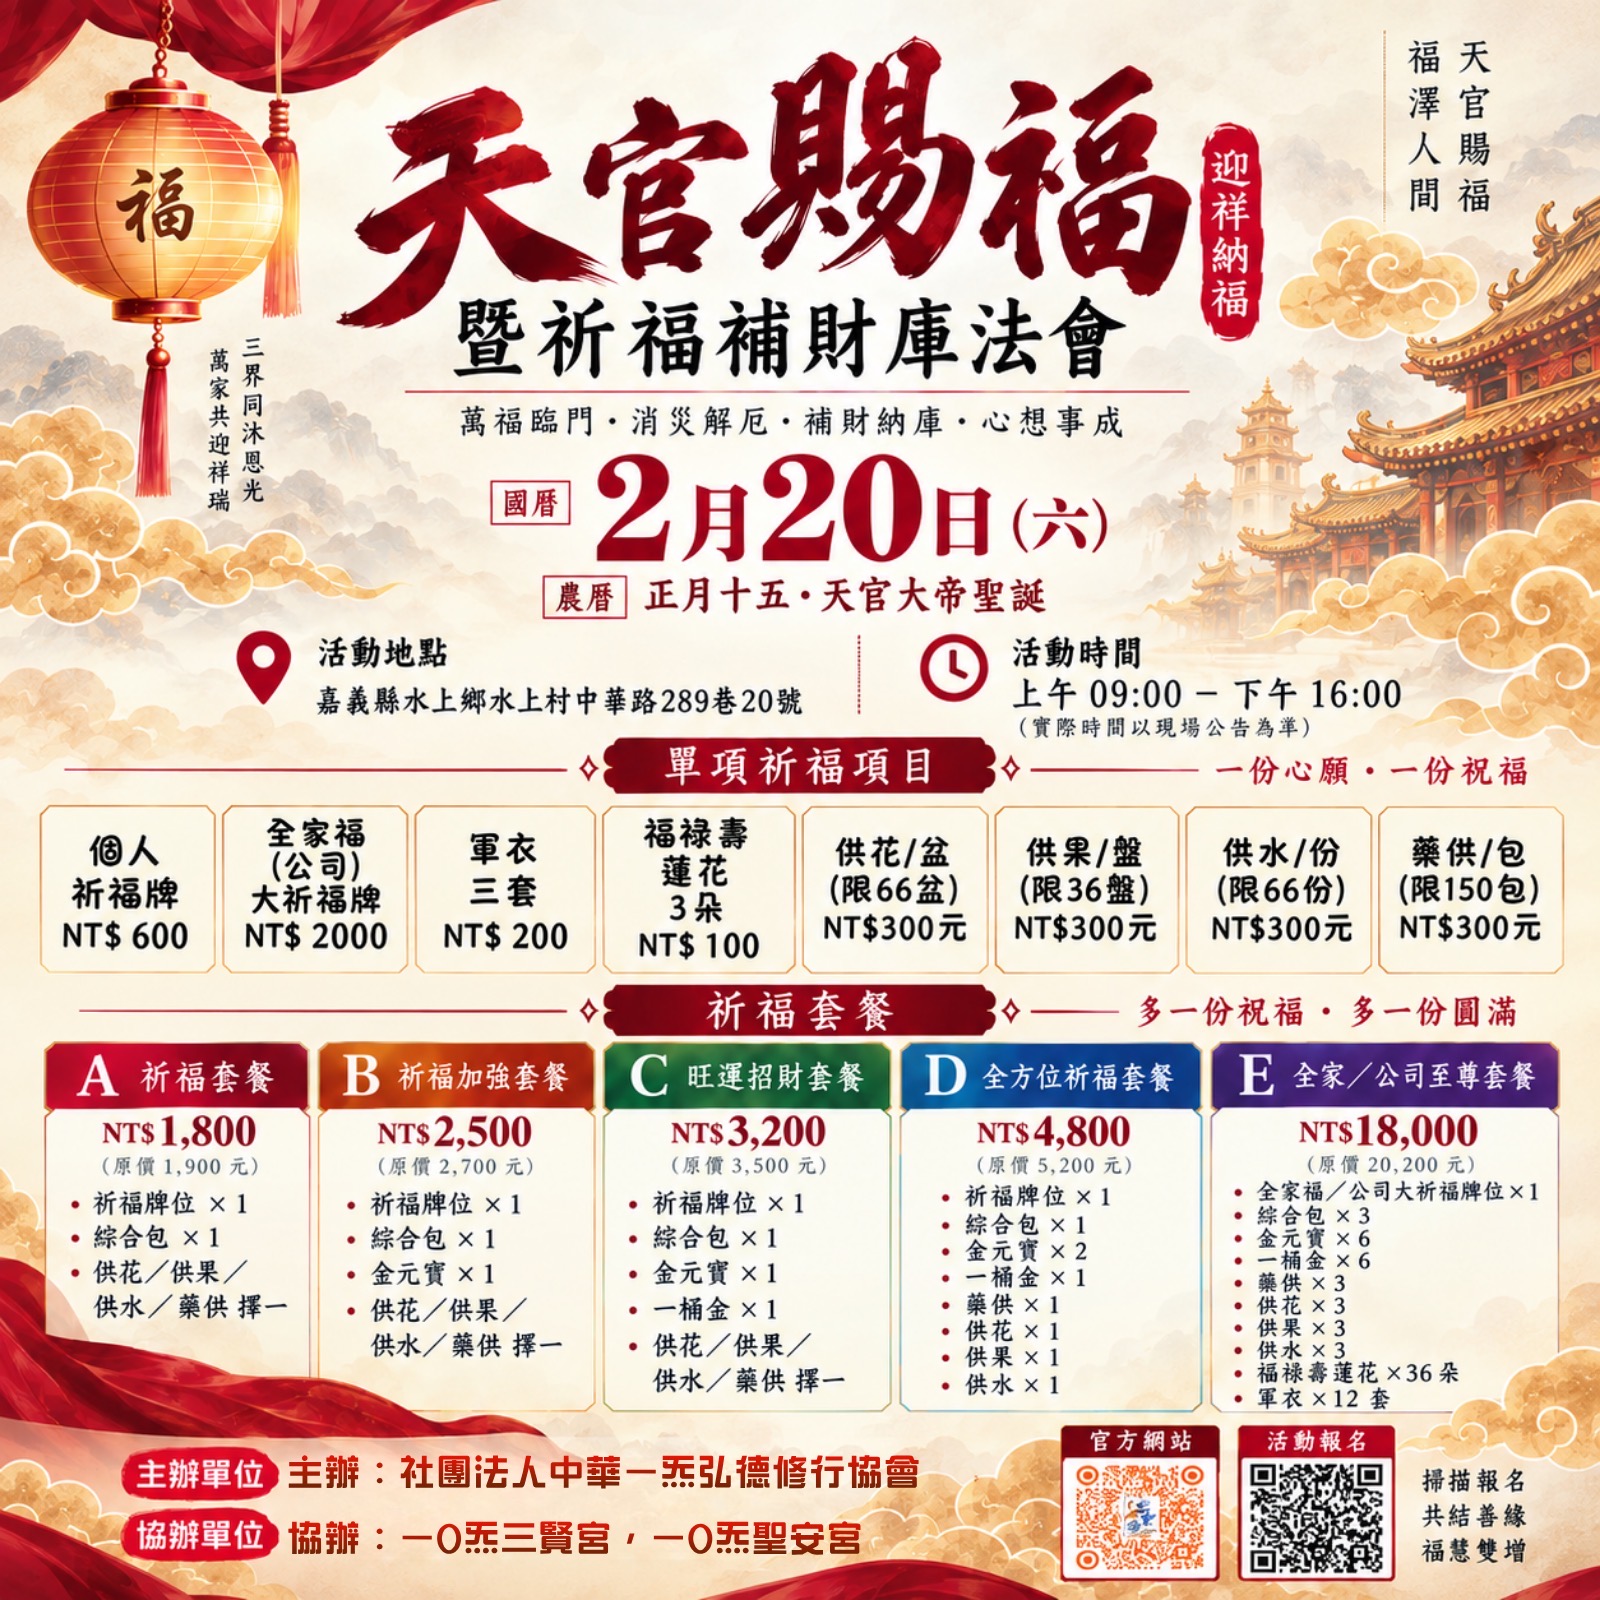 福
三界同沐恩光
萬家共迎祥瑞
天官賜福
迎祥納福
天官賜福
福澤人間
暨祈福補財庫法會
萬福臨門・消災解厄・補財納庫・心想事成
國曆 2月20日(六)
農曆 正月十五・天官大帝聖誕
活動地點
嘉義縣水上鄉水上村中華路289巷20號
活動時間
上午 09:00 – 下午 16:00
(實際時間以現場公告為準)
單項祈福項目
一份心願・一份祝福
個人
祈福牌
NT$ 600
全家福
(公司)
大祈福牌
NT$ 2000
軍衣
三套
NT$ 200
福祿壽
蓮花
3朵
NT$ 100
供花/盆
(限66盆)
NT$300元
供果/盤
(限36盤)
NT$300元
供水/份
(限66份)
NT$300元
藥供/包
(限150包)
NT$300元
祈福套餐
多一份祝福・多一份圓滿
A 祈福套餐
NT$1,800
(原價 1,900 元)
• 祈福牌位 × 1
• 綜合包 × 1
• 供花／供果／
供水／藥供 擇一
B 祈福加強套餐
NT$2,500
(原價 2,700 元)
• 祈福牌位 × 1
• 綜合包 × 1
• 金元寶 × 1
• 供花／供果／
供水／藥供 擇一
C 旺運招財套餐
NT$3,200
(原價 3,500 元)
• 祈福牌位 × 1
• 綜合包 × 1
• 金元寶 × 1
• 一桶金 × 1
• 供花／供果／
供水／藥供 擇一
D 全方位祈福套餐
NT$4,800
(原價 5,200 元)
• 祈福牌位 × 1
• 綜合包 × 1
• 金元寶 × 2
• 一桶金 × 1
• 藥供 × 1
• 供花 × 1
• 供果 × 1
• 供水 × 1
E 全家／公司至尊套餐
NT$18,000
(原價 20,200 元)
• 全家福／公司大祈福牌位×1
• 綜合包 × 3
• 金元寶 × 6
• 一桶金 × 6
• 藥供 × 3
• 供花 × 3
• 供果 × 3
• 供水 × 3
• 福祿壽蓮花 ×36 朵
• 軍衣 ×12 套
主辦單位 主辦：社團法人中華一炁弘德修行協會
協辦單位 協辦：一〇炁三賢宮，一〇炁聖安宮
官方網站
活動報名
掃描報名
共結善緣
福慧雙增